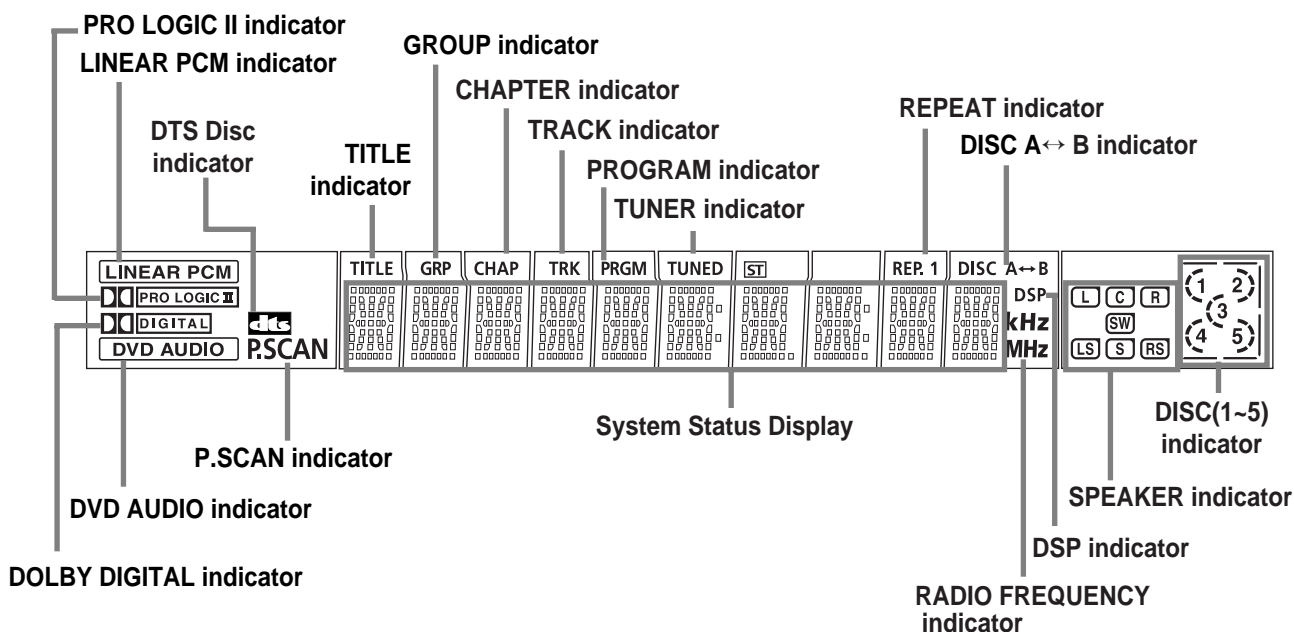 PRO LOGIC II indicator
LINEAR PCM indicator
GROUP indicator
CHAPTER indicator
DTS Disc
indicator
TITLE
indicator
TRACK indicator
PROGRAM indicator
TUNER indicator
REPEAT indicator
DISC A↔ B indicator
LINEAR PCM
PRO LOGIC II
DIGITAL
dts
DVD AUDIO
P.SCAN
TITLE GRP CHAP TRK PRGM TUNED ST REP. 1 DISC A↔B
DSP
kHz
MHz
L C R
SW
LS S RS
1 2
3
4 5
System Status Display
DISC(1~5)
indicator
P.SCAN indicator
SPEAKER indicator
DVD AUDIO indicator
DSP indicator
DOLBY DIGITAL indicator
RADIO FREQUENCY
indicator